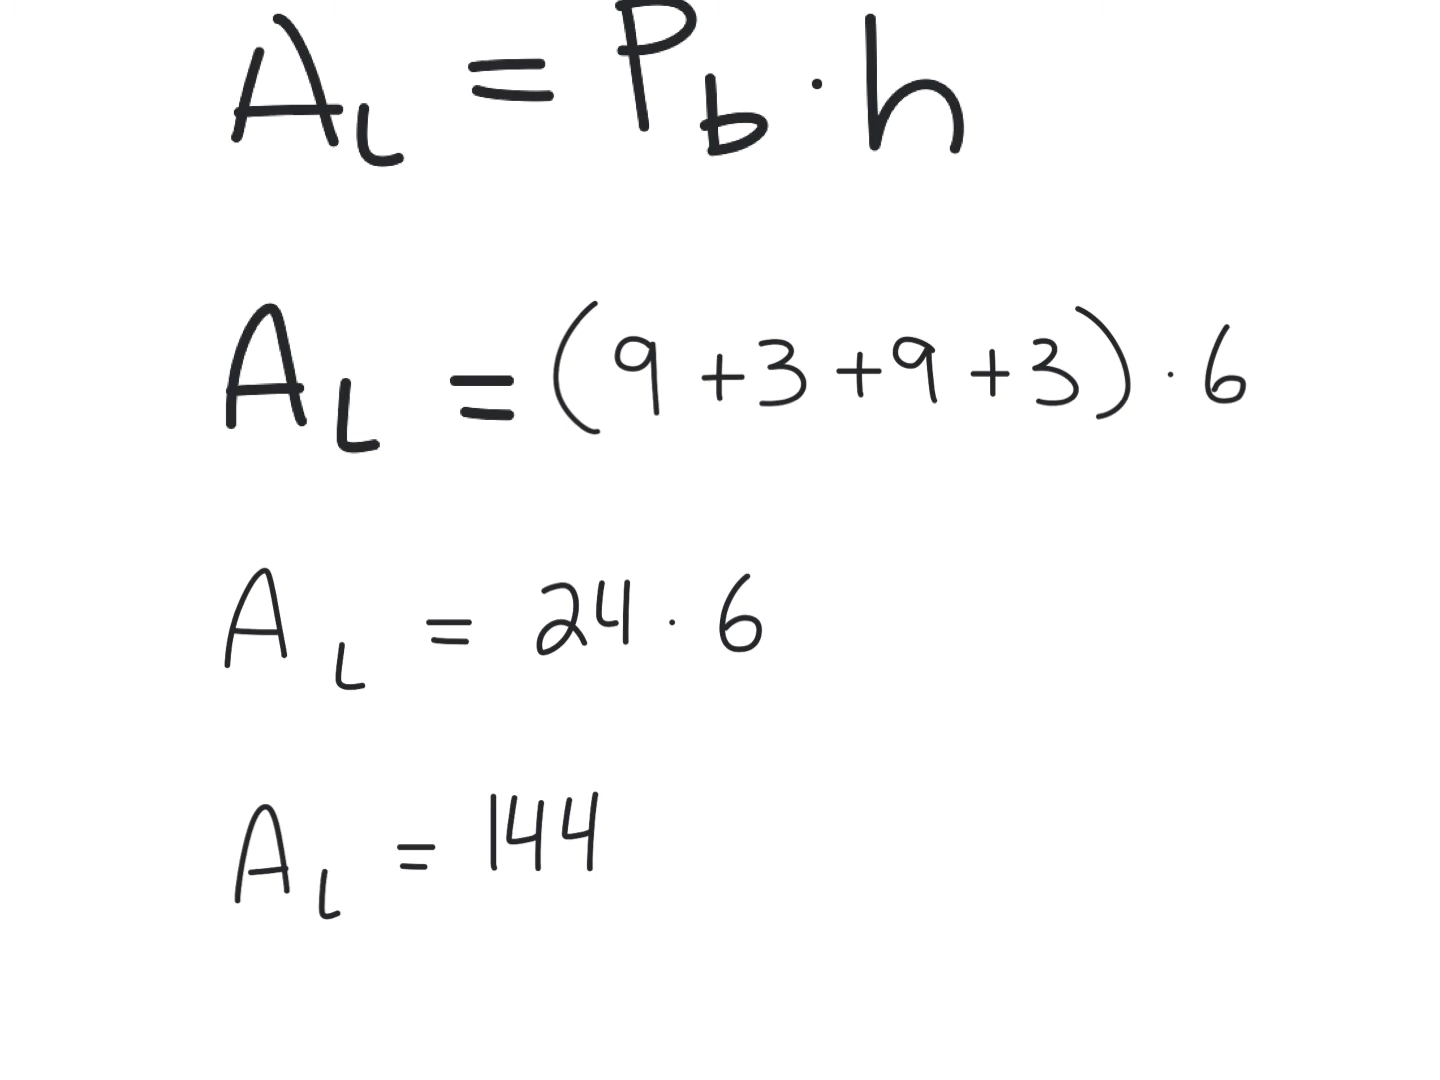 A_L = P_b · h
A_L = (9 + 3 + 9 + 3) · 6
A_L = 24 · 6
A_L = 144